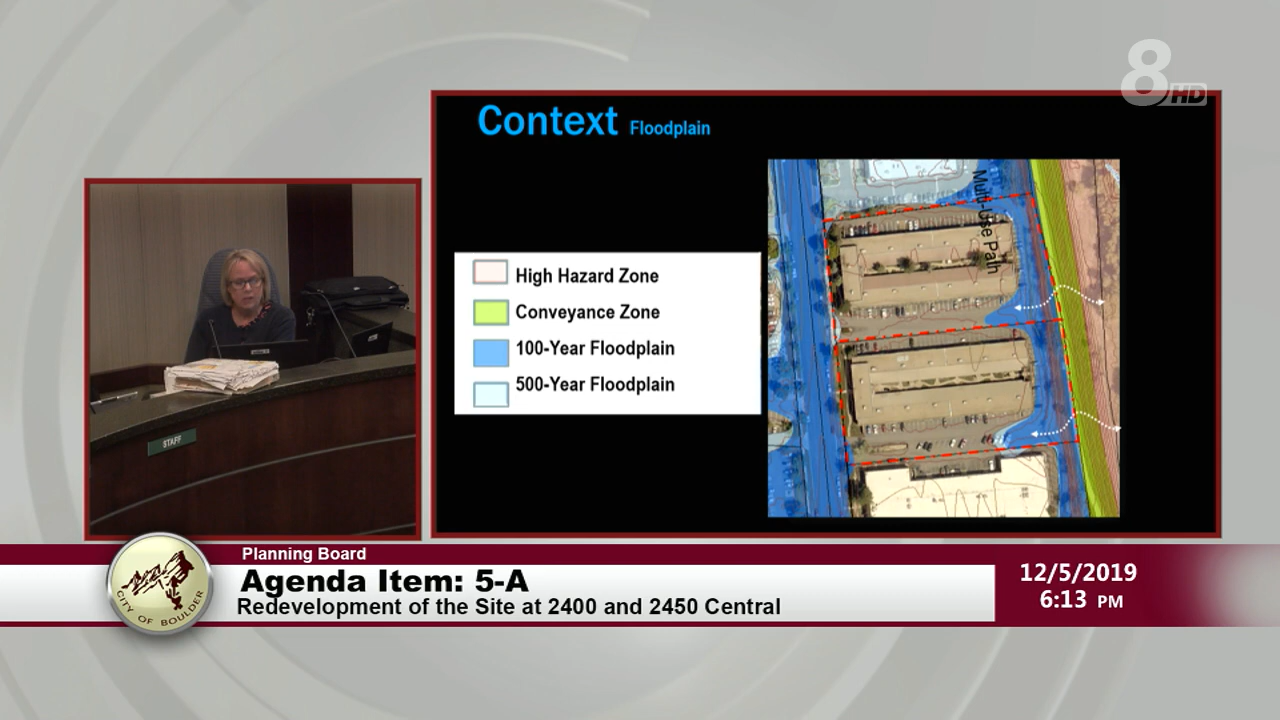 8
HD
Context Floodplain
Multi-Use Path
High Hazard Zone
Conveyance Zone
100-Year Floodplain
500-Year Floodplain
STAFF
Planning Board
Agenda Item: 5-A
Redevelopment of the Site at 2400 and 2450 Central
12/5/2019
6:13 PM
CITY OF BOULDER